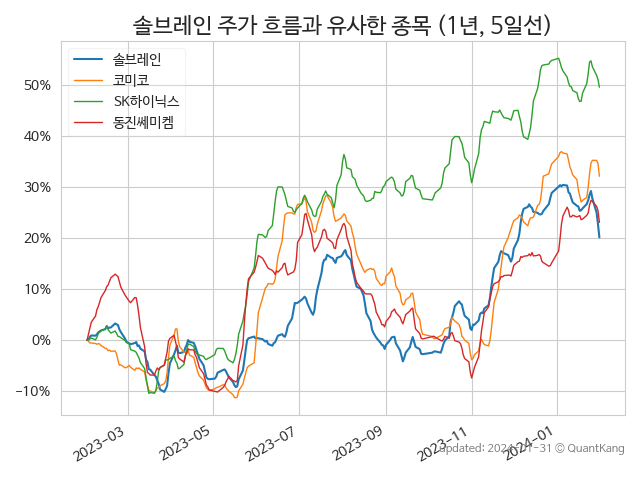 솔브레인 주가 흐름과 유사한 종목 (1년, 5일선)
솔브레인
코미코
SK하이닉스
동진쎄미켐
50%
40%
30%
20%
10%
0%
−10%
2023-03
2023-05
2023-07
2023-09
2023-11
2024-01
updated: 2024-01-31 © QuantKang